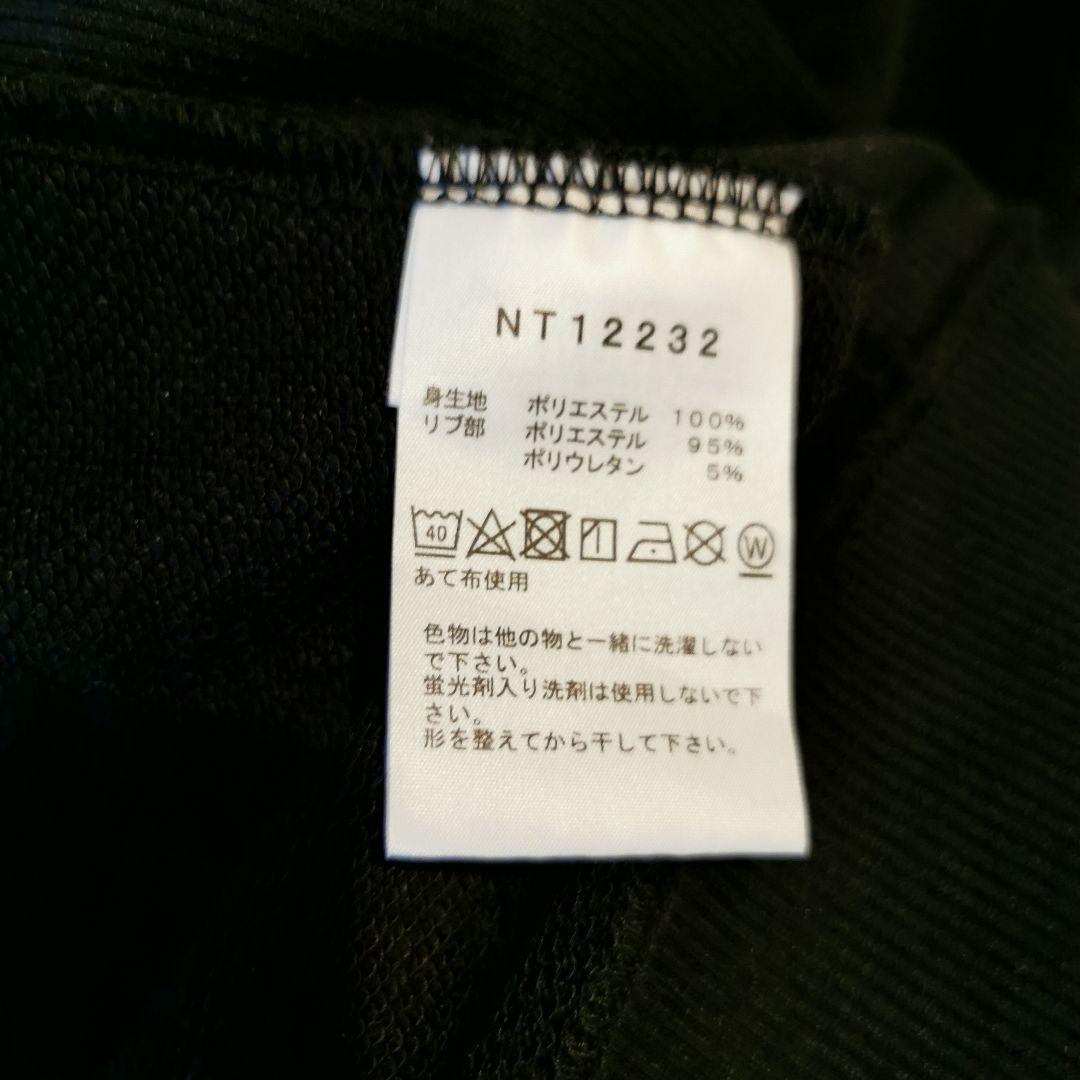 NT12232
身生地 ポリエステル 100%
リブ部 ポリエステル 95%
ポリウレタン 5%
40 W
あて布使用
色物は他の物と一緒に洗濯しない
で下さい。
蛍光剤入り洗剤は使用しないで下
さい。
形を整えてから干して下さい。